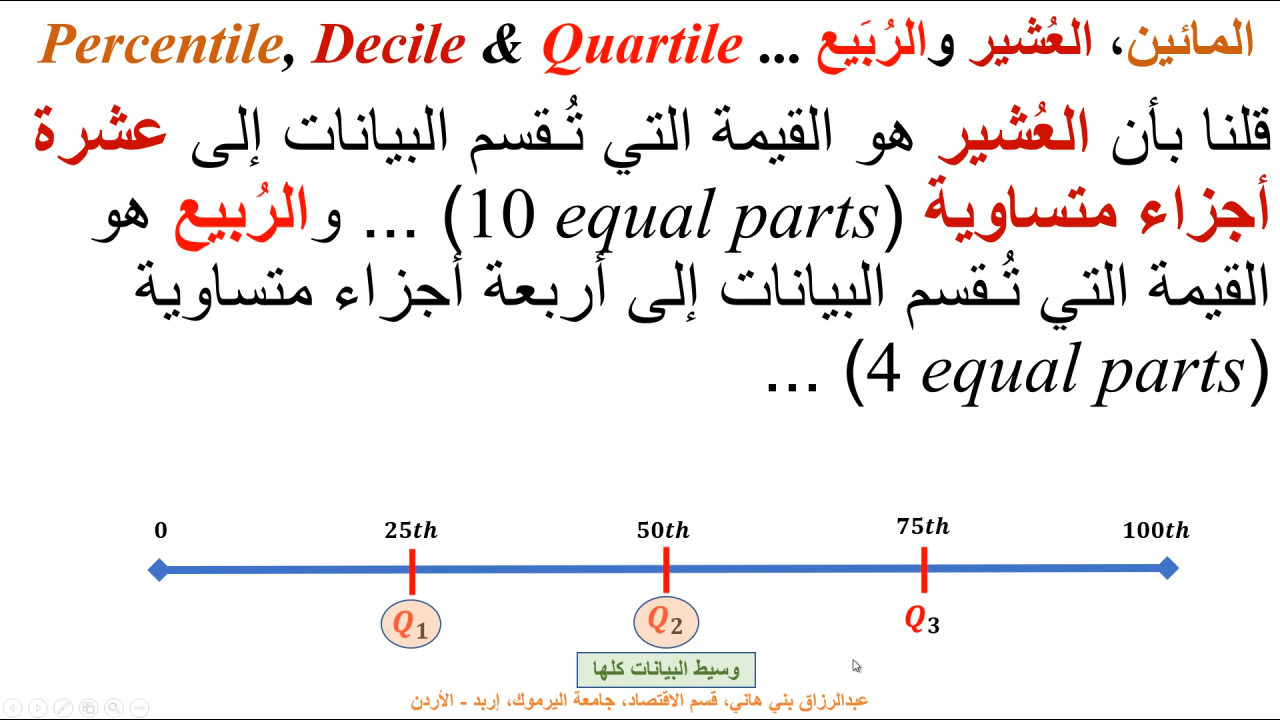 المائين، العُشير والرُبَيع ... Percentile, Decile & Quartile
قلنا بأن العُشير هو القيمة التي تُـقسم البيانات إلى عشرة
أجزاء متساوية (10 equal parts) ... والرُبيع هو
القيمة التي تُـقسم البيانات إلى أربعة أجزاء متساوية
(4 equal parts) ...
0 25th 50th 75th 100th
Q1 Q2 Q3
وسيط البيانات كلها
عبدالرزاق بني هاني، قسم الاقتصاد، جامعة اليرموك، إربد - الأردن